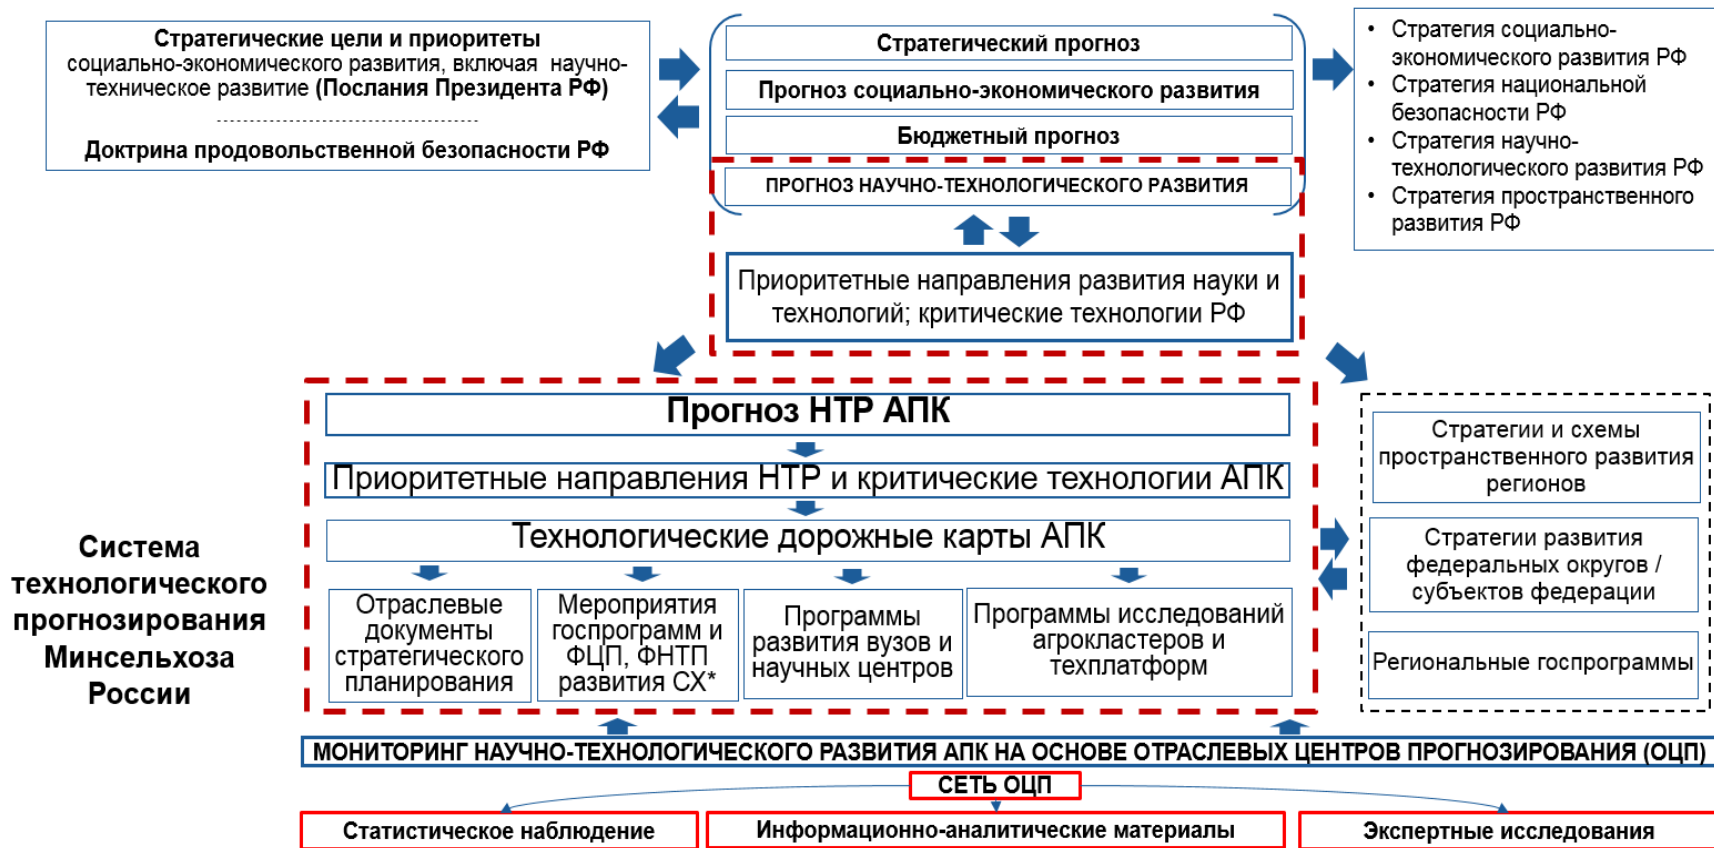 Стратегические цели и приоритеты
социально-экономического развития, включая научно-
техническое развитие (Послания Президента РФ)
Доктрина продовольственной безопасности РФ
Стратегический прогноз
Прогноз социально-экономического развития
Бюджетный прогноз
ПРОГНОЗ НАУЧНО-ТЕХНОЛОГИЧЕСКОГО РАЗВИТИЯ
• Стратегия социально-
экономического развития РФ
• Стратегия национальной
безопасности РФ
• Стратегия научно-
технологического развития РФ
• Стратегия пространственного
развития РФ
Приоритетные направления развития науки и
технологий; критические технологии РФ
Система
технологического
прогнозирования
Минсельхоза
России
Прогноз НТР АПК
Приоритетные направления НТР и критические технологии АПК
Технологические дорожные карты АПК
Отраслевые
документы
стратегического
планирования
Мероприятия
госпрограмм и
ФЦП, ФНТП
развития СХ*
Программы
развития вузов и
научных центров
Программы исследований
агрокластеров и
техплатформ
Стратегии и схемы
пространственного развития
регионов
Стратегии развития
федеральных округов /
субъектов федерации
Региональные госпрограммы
МОНИТОРИНГ НАУЧНО-ТЕХНОЛОГИЧЕСКОГО РАЗВИТИЯ АПК НА ОСНОВЕ ОТРАСЛЕВЫХ ЦЕНТРОВ ПРОГНОЗИРОВАНИЯ (ОЦП)
СЕТЬ ОЦП
Статистическое наблюдение
Информационно-аналитические материалы
Экспертные исследования